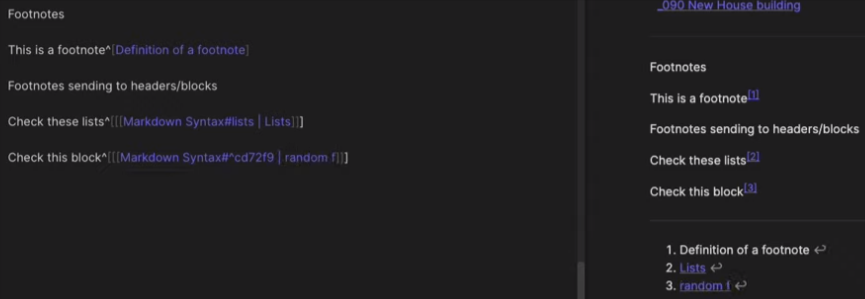 Footnotes
This is a footnote^[Definition of a footnote]
Footnotes sending to headers/blocks
Check these lists^[[[Markdown Syntax#lists | Lists]]]
Check this block^[[[Markdown Syntax#^cd72f9 | random f]]]
_090 New House building
Footnotes
This is a footnote[1]
Footnotes sending to headers/blocks
Check these lists[2]
Check this block[3]
1. Definition of a footnote ↩
2. Lists ↩
3. random f ↩